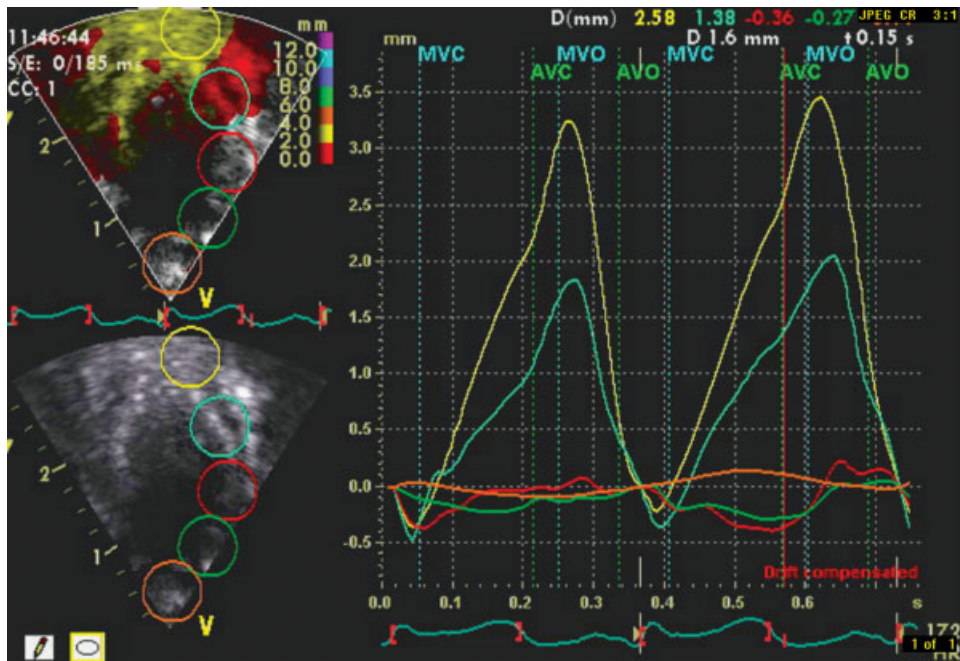 D(mm) 2.58 1.38 -0.36 -0.27
JPEG CR 3:1
D 1.6 mm t 0.15 s
11:46:44
S/E: 0/185 ms
CC: 1
mm
12.0
10.0
8.0
6.0
4.0
2.0
0.0
2
1
V
2
1
V
mm
MVC MVO MVC MVO
AVC AVO AVC AVO
3.5
3.0
2.5
2.0
1.5
1.0
0.5
0.0
-0.5
Drift compensated
0.0 0.1 0.2 0.3 0.4 0.5 0.6 s
172
HR
1 of 1